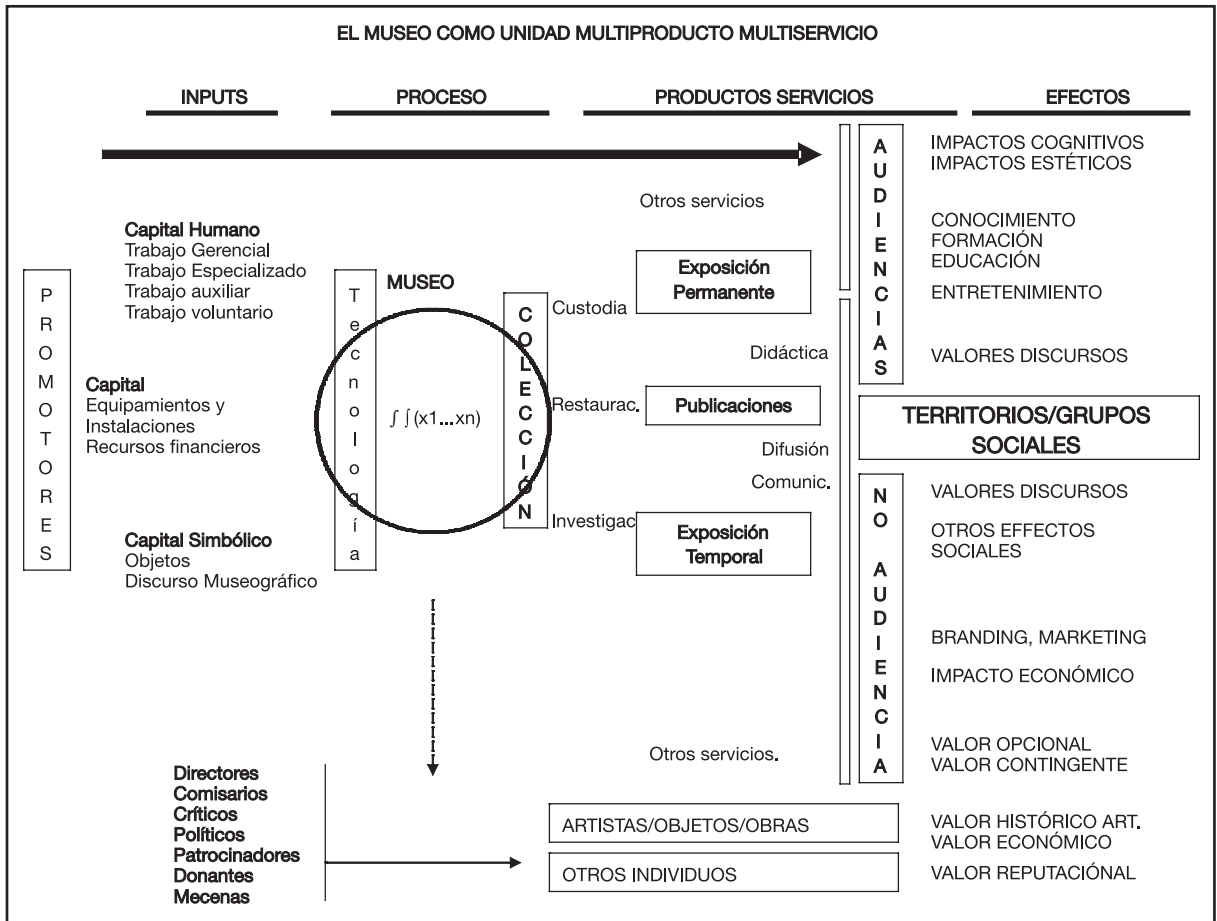 EL MUSEO COMO UNIDAD MULTIPRODUCTO MULTISERVICIO
INPUTS
PROCESO
PRODUCTOS SERVICIOS
EFECTOS
PROMOTORES
Capital Humano
Trabajo Gerencial
Trabajo Especializado
Trabajo auxiliar
Trabajo voluntario
Capital
Equipamientos y
Instalaciones
Recursos financieros
Capital Simbólico
Objetos
Discurso Museográfico
Tecnología
MUSEO
∫ ∫ (x1...xn)
COLECCIÓN
Otros servicios
Custodia
Exposición
Permanente
Didáctica
Restaurac.
Publicaciones
Difusión
Comunic.
Investigac
Exposición
Temporal
Otros servicios.
AUDIENCIAS
IMPACTOS COGNITIVOS
IMPACTOS ESTÉTICOS
CONOCIMIENTO
FORMACIÓN
EDUCACIÓN
ENTRETENIMIENTO
VALORES DISCURSOS
TERRITORIOS/GRUPOS
SOCIALES
NO AUDIENCIA
VALORES DISCURSOS
OTROS EFFECTOS
SOCIALES
BRANDING, MARKETING
IMPACTO ECONÓMICO
VALOR OPCIONAL
VALOR CONTINGENTE
Directores
Comisarios
Críticos
Políticos
Patrocinadores
Donantes
Mecenas
ARTISTAS/OBJETOS/OBRAS
VALOR HISTÓRICO ART.
VALOR ECONÓMICO
OTROS INDIVIDUOS
VALOR REPUTACIÓNAL